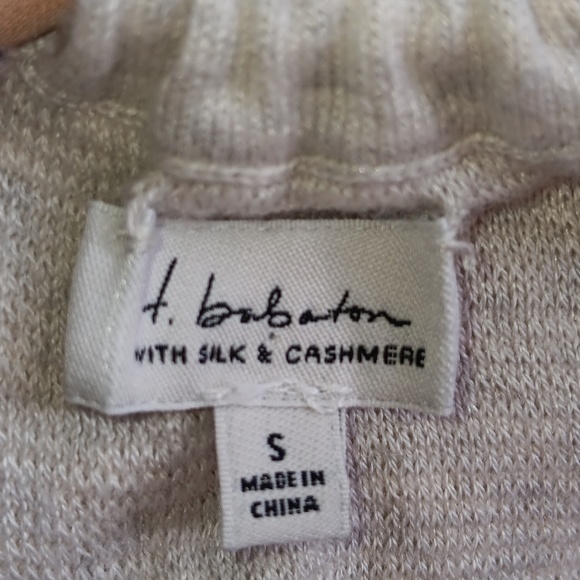 t. babaton
WITH SILK & CASHMERE
S
MADE IN
CHINA